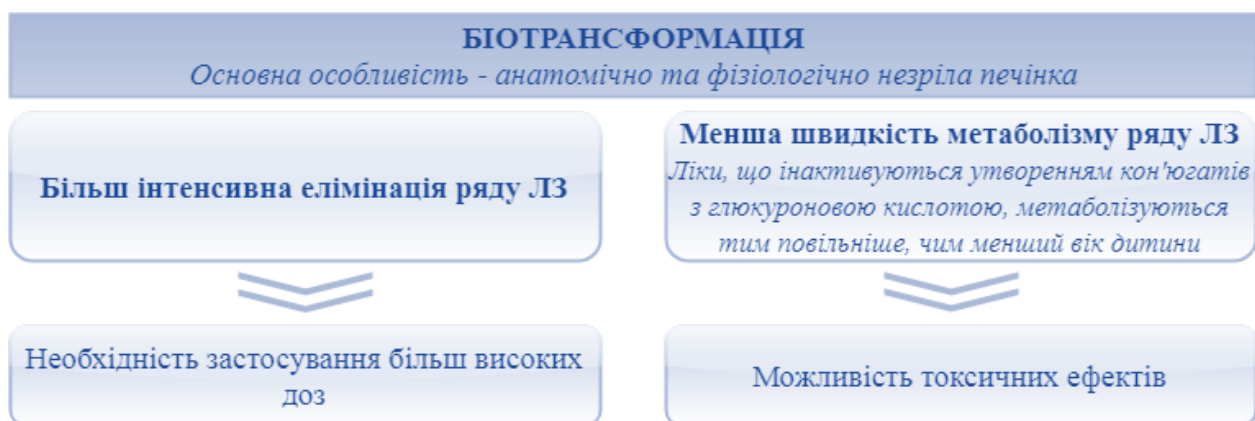 БІОТРАНСФОРМАЦІЯ
Основна особливість - анатомічно та фізіологічно незріла печінка
Більш інтенсивна елімінація ряду ЛЗ
Менша швидкість метаболізму ряду ЛЗ
Ліки, що інактивуються утворенням кон'югатів
з глюкуроновою кислотою, метаболізуються
тим повільніше, чим менший вік дитини
Необхідність застосування більш високих
доз
Можливість токсичних ефектів